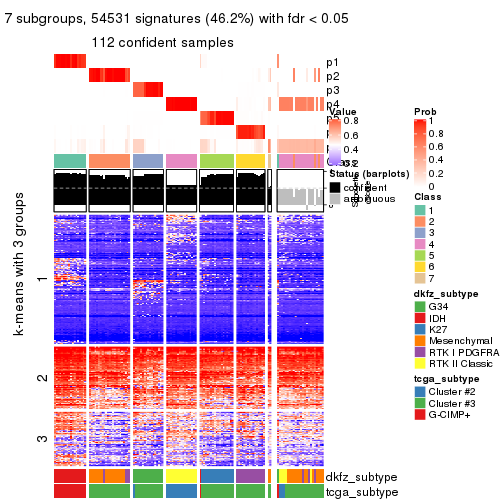 7 subgroups, 54531 signatures (46.2%) with fdr < 0.05
112 confident samples
p1
p2
p3
p4
Value
0.8
0.6
0.4
Status (barplots)
confident
ambiguous
Prob
1
0.8
0.6
0.4
0.2
0
Class
1
2
3
4
5
6
7
dkfz_subtype
G34
IDH
K27
Mesenchymal
RTK I PDGFRA
RTK II Classic
tcga_subtype
Cluster #2
Cluster #3
G-CIMP+
k-means with 3 groups
1
2
3
dkfz_subtype
tcga_subtype